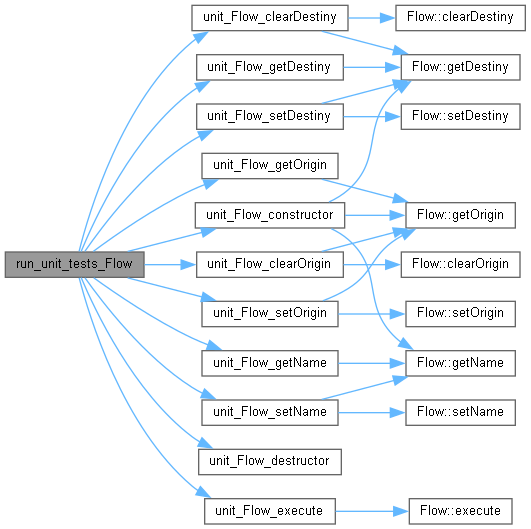 unit_Flow_clearDestiny
Flow::clearDestiny
unit_Flow_getDestiny
Flow::getDestiny
unit_Flow_setDestiny
Flow::setDestiny
unit_Flow_getOrigin
unit_Flow_constructor
Flow::getOrigin
run_unit_tests_Flow
unit_Flow_clearOrigin
Flow::clearOrigin
unit_Flow_setOrigin
Flow::setOrigin
unit_Flow_getName
Flow::getName
unit_Flow_setName
Flow::setName
unit_Flow_destructor
unit_Flow_execute
Flow::execute